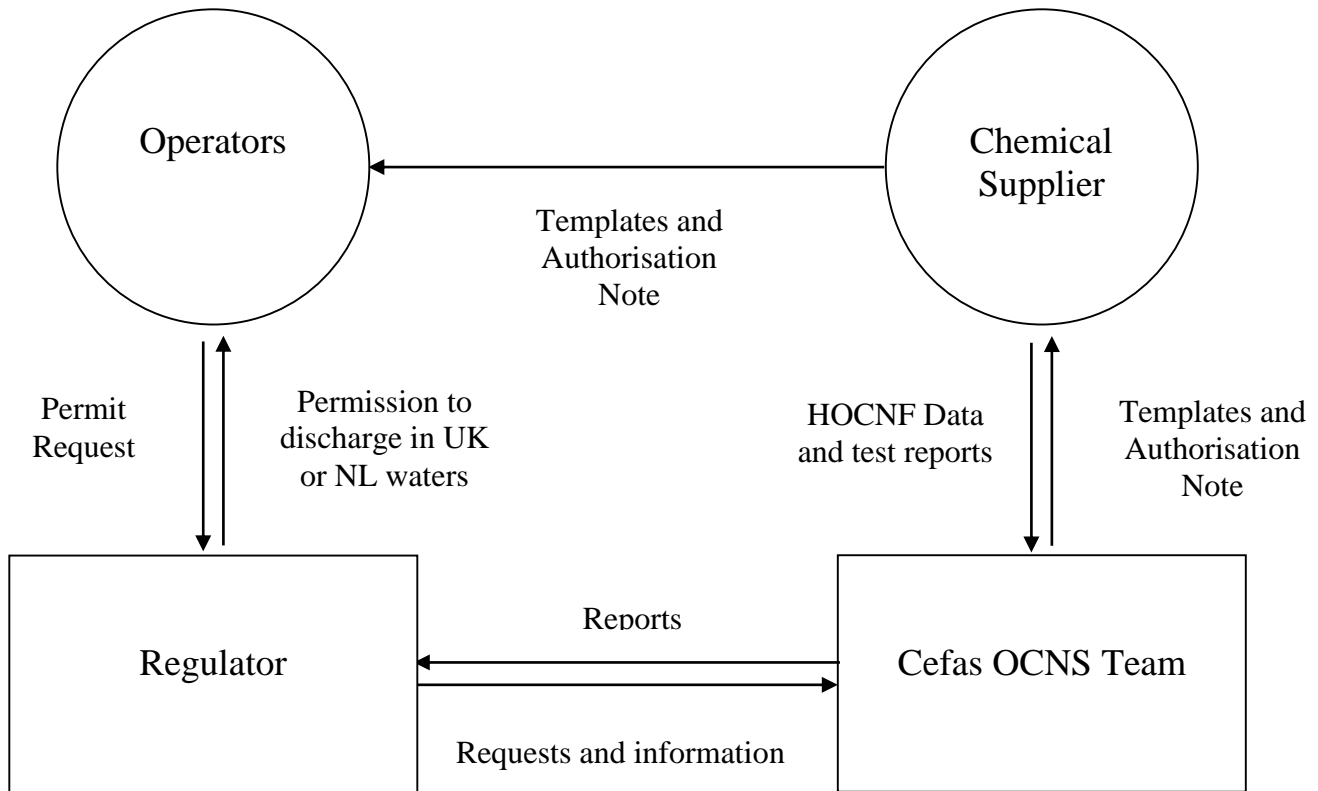 Operators
Chemical
Supplier
Templates and
Authorisation
Note
Permit
Request
Permission to
discharge in UK
or NL waters
HOCNF Data
and test reports
Templates and
Authorisation
Note
Reports
Regulator
Cefas OCNS Team
Requests and information